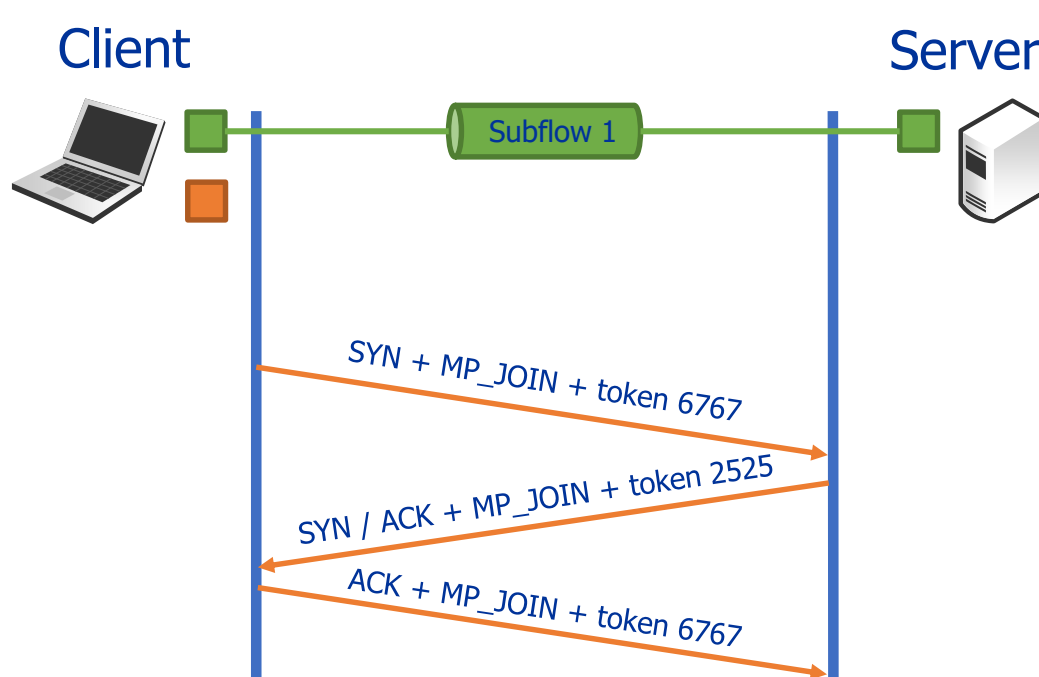 Client
Server
Subflow 1
SYN + MP_JOIN + token 6767
SYN / ACK + MP_JOIN + token 2525
ACK + MP_JOIN + token 6767